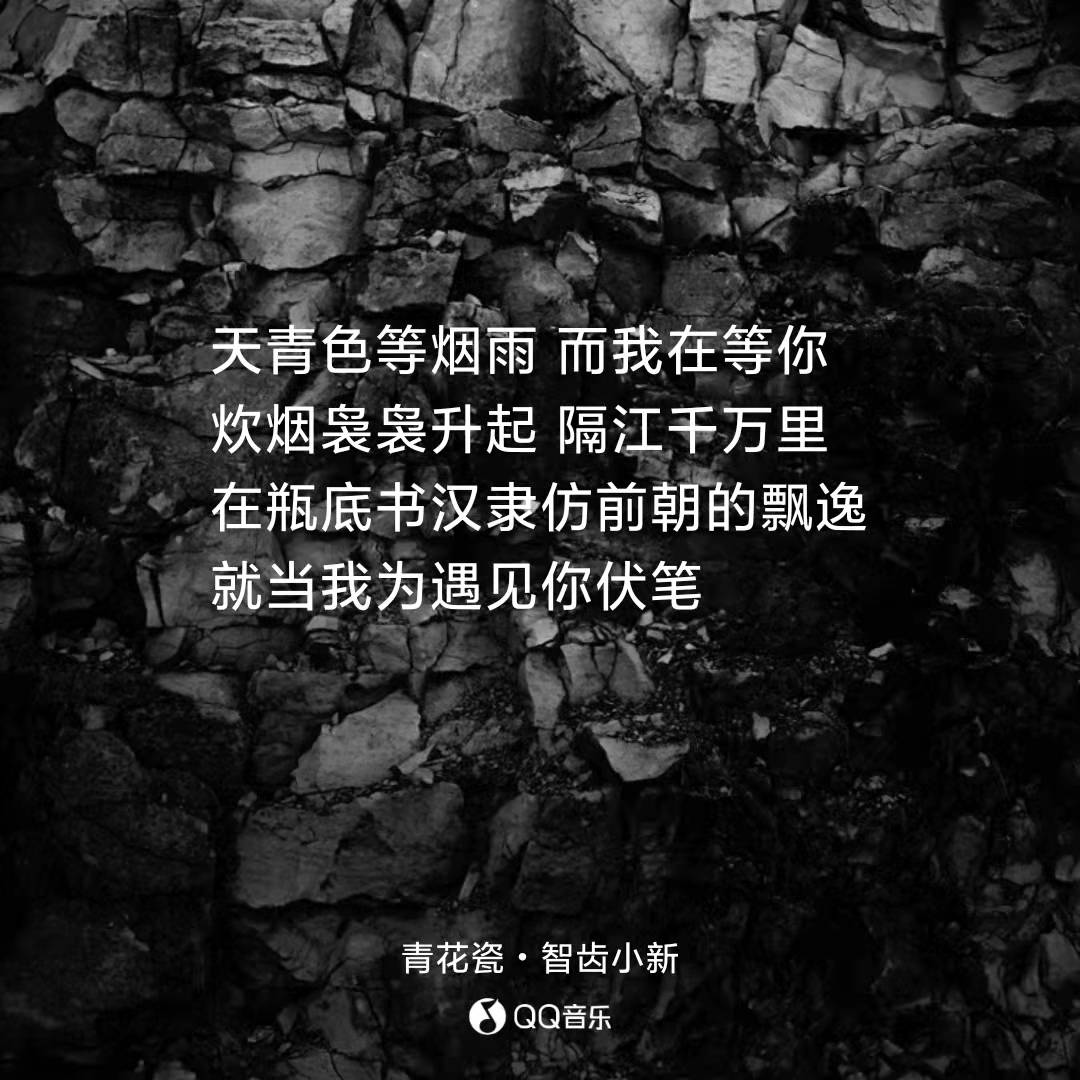 天青色等烟雨 而我在等你
炊烟袅袅升起 隔江千万里
在瓶底书汉隶仿前朝的飘逸
就当我为遇见你伏笔
青花瓷·智齿小新
QQ音乐